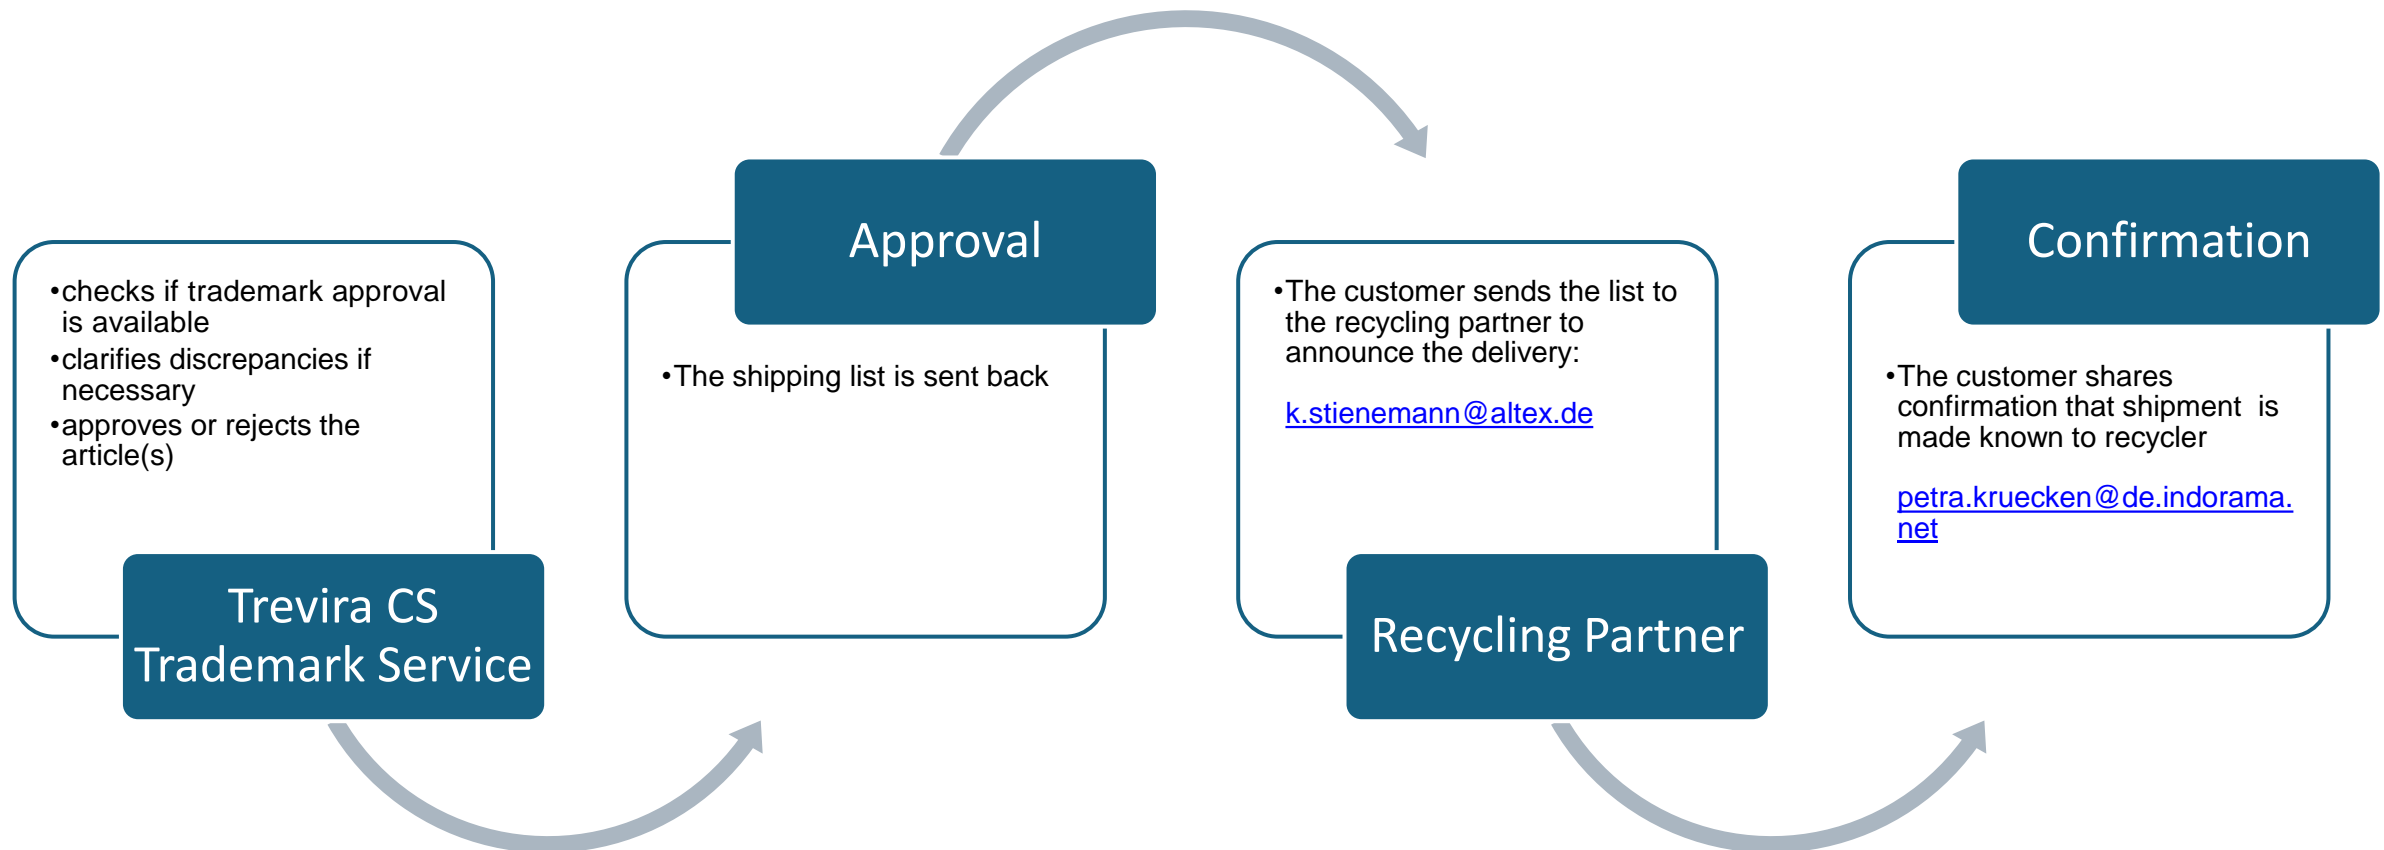 •checks if trademark approval
is available
•clarifies discrepancies if
necessary
•approves or rejects the
article(s)
Trevira CS
Trademark Service
Approval
•The shipping list is sent back
•The customer sends the list to
the recycling partner to
announce the delivery:
k.stienemann@altex.de
Recycling Partner
Confirmation
•The customer shares
confirmation that shipment  is
made known to recycler
petra.kruecken@de.indorama.
net